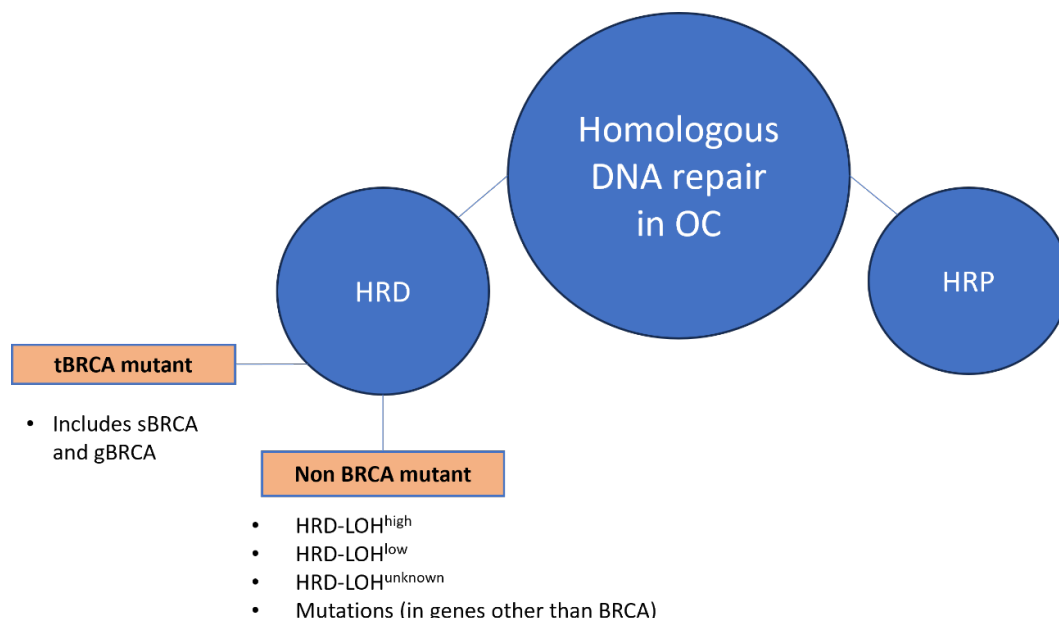 Homologous
DNA repair
in OC
HRD
HRP
tBRCA mutant
• Includes sBRCA
and gBRCA
Non BRCA mutant
• HRD-LOHhigh
• HRD-LOHlow
• HRD-LOHunknown
• Mutations (in genes other than BRCA)